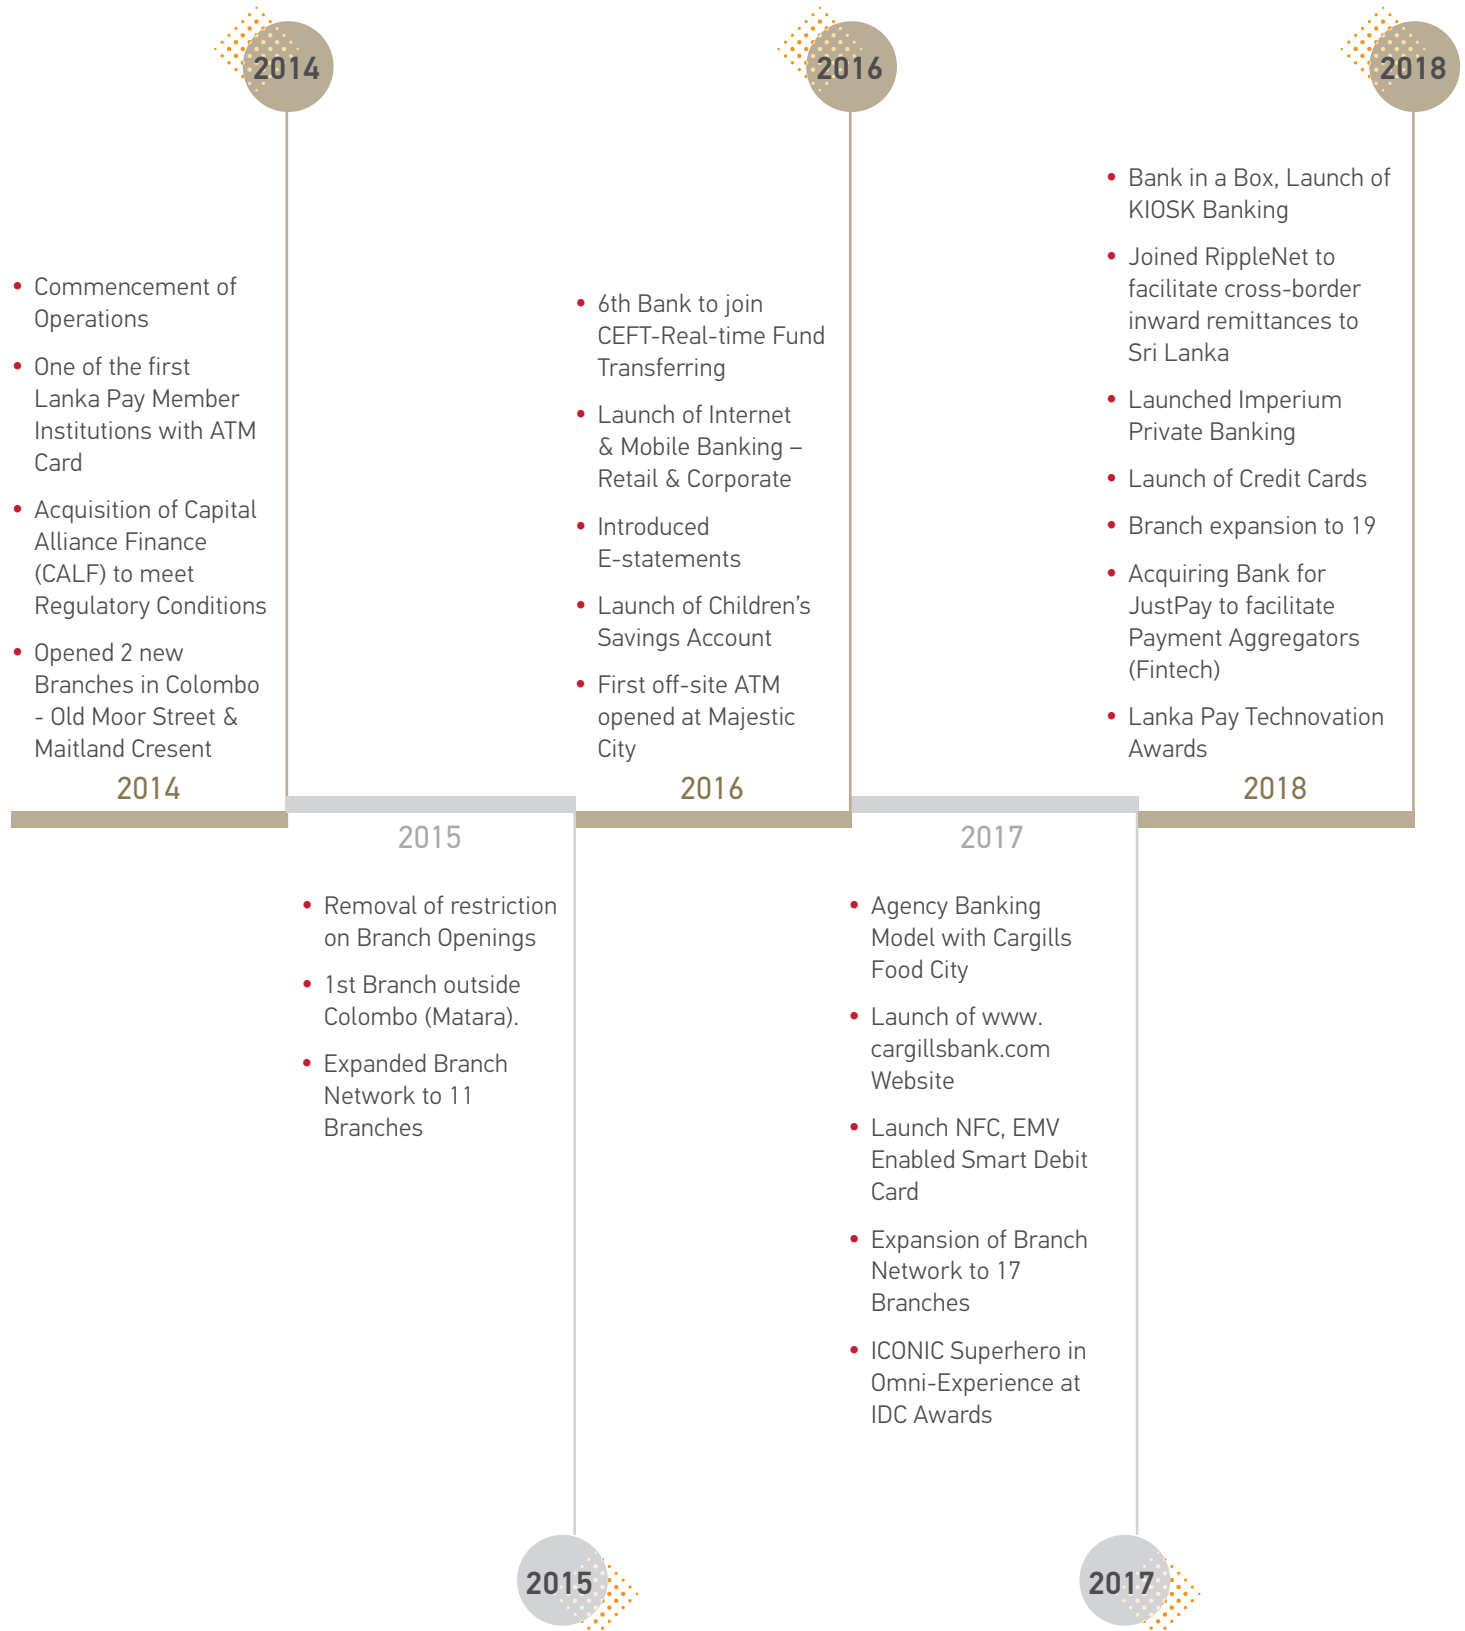 2014
• Commencement of
Operations
• One of the first
Lanka Pay Member
Institutions with ATM
Card
• Acquisition of Capital
Alliance Finance
(CALF) to meet
Regulatory Conditions
• Opened 2 new
Branches in Colombo
- Old Moor Street &
Maitland Cresent
2014
2015
• Removal of restriction
on Branch Openings
• 1st Branch outside
Colombo (Matara).
• Expanded Branch
Network to 11
Branches
2015
2016
• 6th Bank to join
CEFT-Real-time Fund
Transferring
• Launch of Internet
& Mobile Banking –
Retail & Corporate
• Introduced
E-statements
• Launch of Children’s
Savings Account
• First off-site ATM
opened at Majestic
City
2016
2017
• Agency Banking
Model with Cargills
Food City
• Launch of www.
cargillsbank.com
Website
• Launch NFC, EMV
Enabled Smart Debit
Card
• Expansion of Branch
Network to 17
Branches
• ICONIC Superhero in
Omni-Experience at
IDC Awards
2017
2018
• Bank in a Box, Launch of
KIOSK Banking
• Joined RippleNet to
facilitate cross-border
inward remittances to
Sri Lanka
• Launched Imperium
Private Banking
• Launch of Credit Cards
• Branch expansion to 19
• Acquiring Bank for
JustPay to facilitate
Payment Aggregators
(Fintech)
• Lanka Pay Technovation
Awards
2018